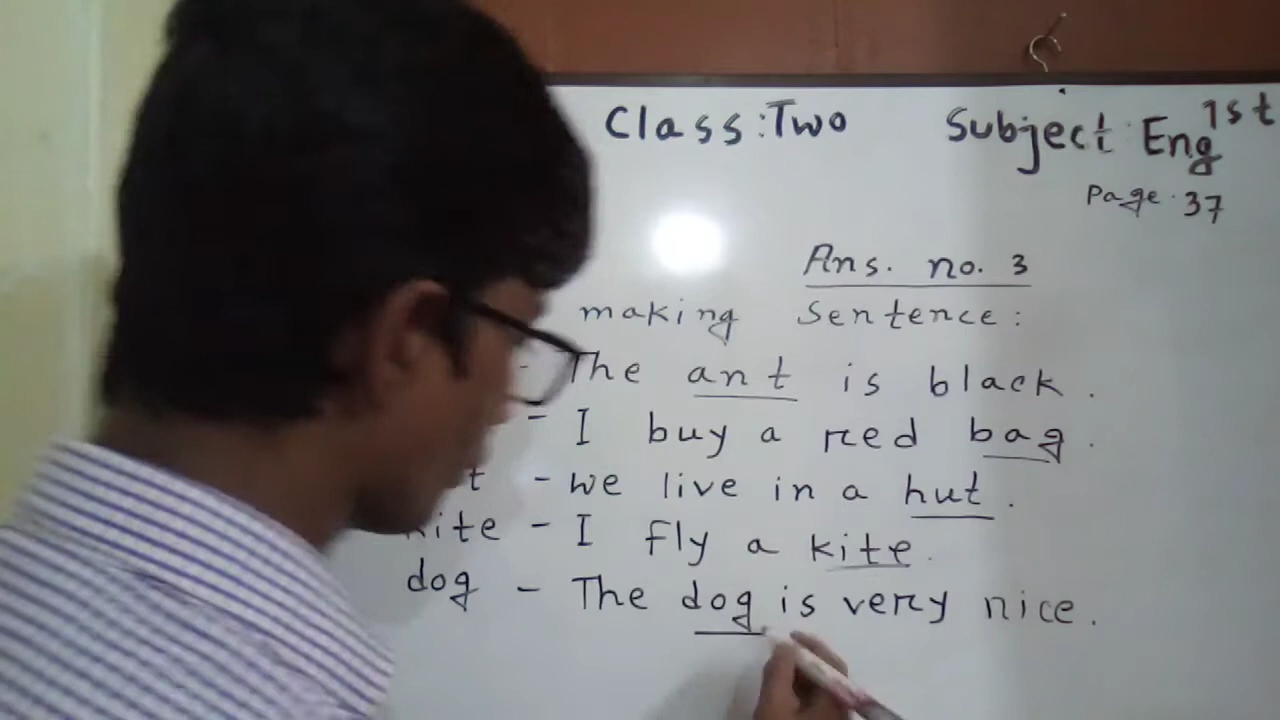 Class: Two Subject: Eng 1st
Page. 37
Ans. no. 3
making Sentence:
- The ant is black.
- I buy a red bag.
t - we live in a hut.
kite - I fly a kite.
dog - The dog is very nice.